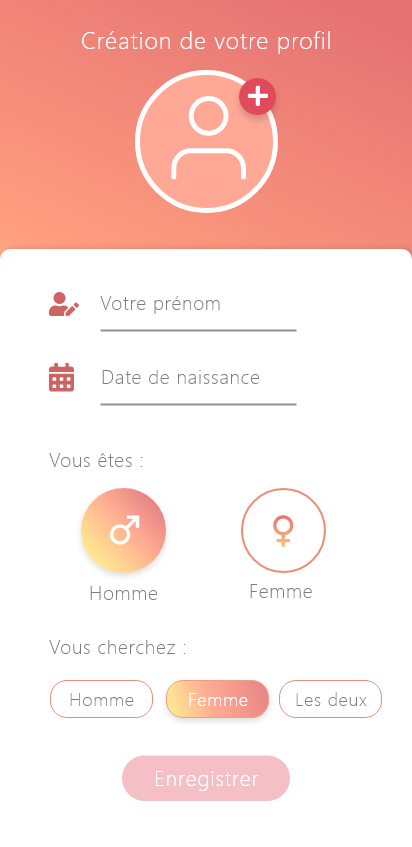 Création de votre profil
Votre prénom
Date de naissance
Vous êtes :
Homme
Femme
Vous cherchez :
Homme
Femme
Les deux
Enregistrer